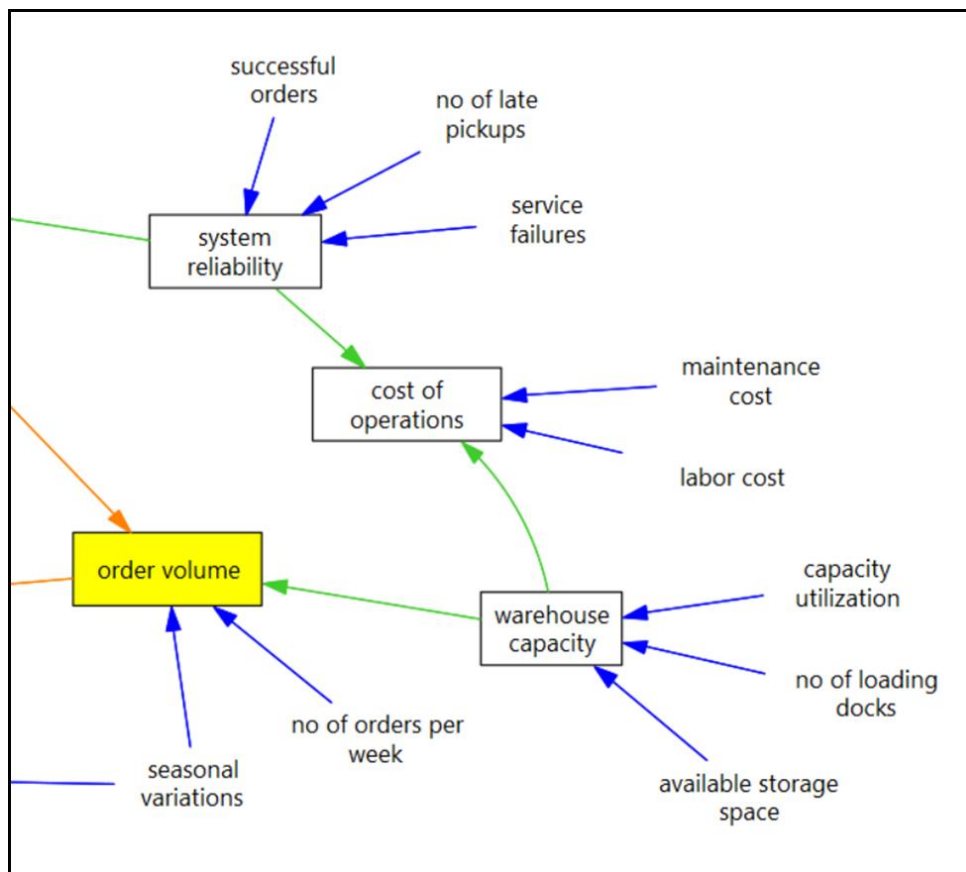 successful
orders
no of late
pickups
service
failures
system
reliability
maintenance
cost
cost of
operations
labor cost
order volume
capacity
utilization
warehouse
capacity
no of loading
docks
no of orders per
week
seasonal
variations
available storage
space